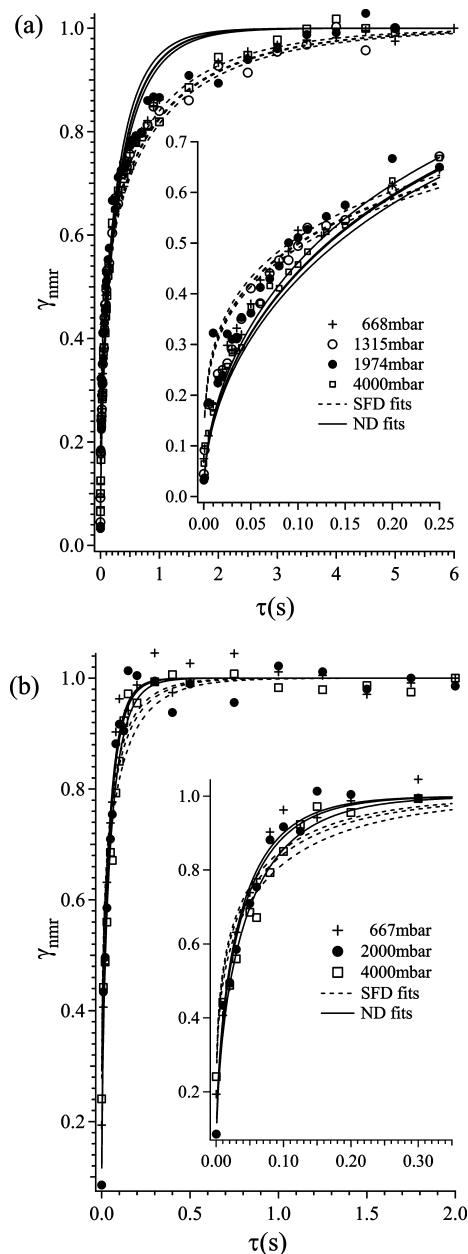 (a)
1.0
0.8
0.6
0.4
0.2
0.0
γnmr
0.7
0.6
0.5
0.4
0.3
0.2
0.1
0.0
668mbar
1315mbar
1974mbar
4000mbar
SFD fits
ND fits
0.00 0.05 0.10 0.15 0.20 0.25
0 1 2 3 4 5 6
τ(s)
(b)
1.0
0.8
0.6
0.4
0.2
γnmr
1.0
0.8
0.6
0.4
0.2
667mbar
2000mbar
4000mbar
SFD fits
ND fits
0.00 0.10 0.20 0.30
0.0 0.5 1.0 1.5 2.0
τ(s)